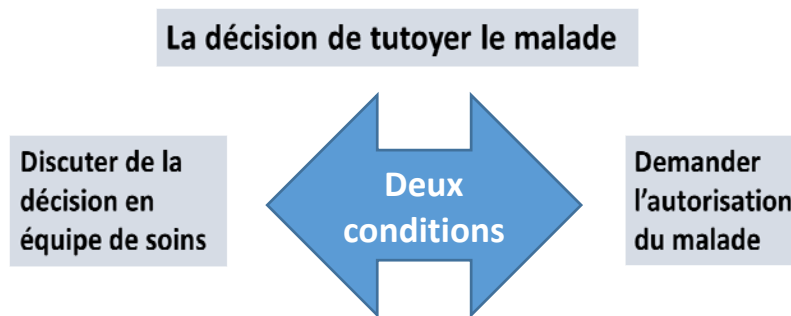 La décision de tutoyer le malade
Discuter de la
décision en
équipe de soins
Deux
conditions
Demander
l'autorisation
du malade